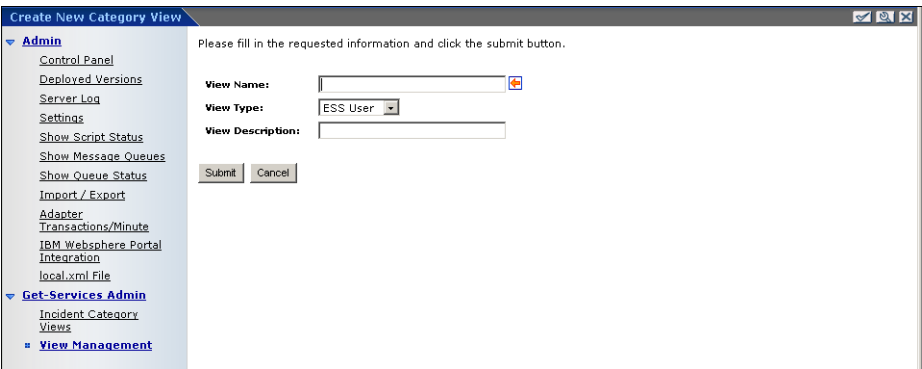 Create New Category View
Admin
Control Panel
Deployed Versions
Server Log
Settings
Show Script Status
Show Message Queues
Show Queue Status
Import / Export
Adapter
Transactions/Minute
IBM Websphere Portal
Integration
local.xml File
Get-Services Admin
Incident Category
Views
View Management
Please fill in the requested information and click the submit button.
View Name:
View Type: ESS User
View Description:
Submit Cancel